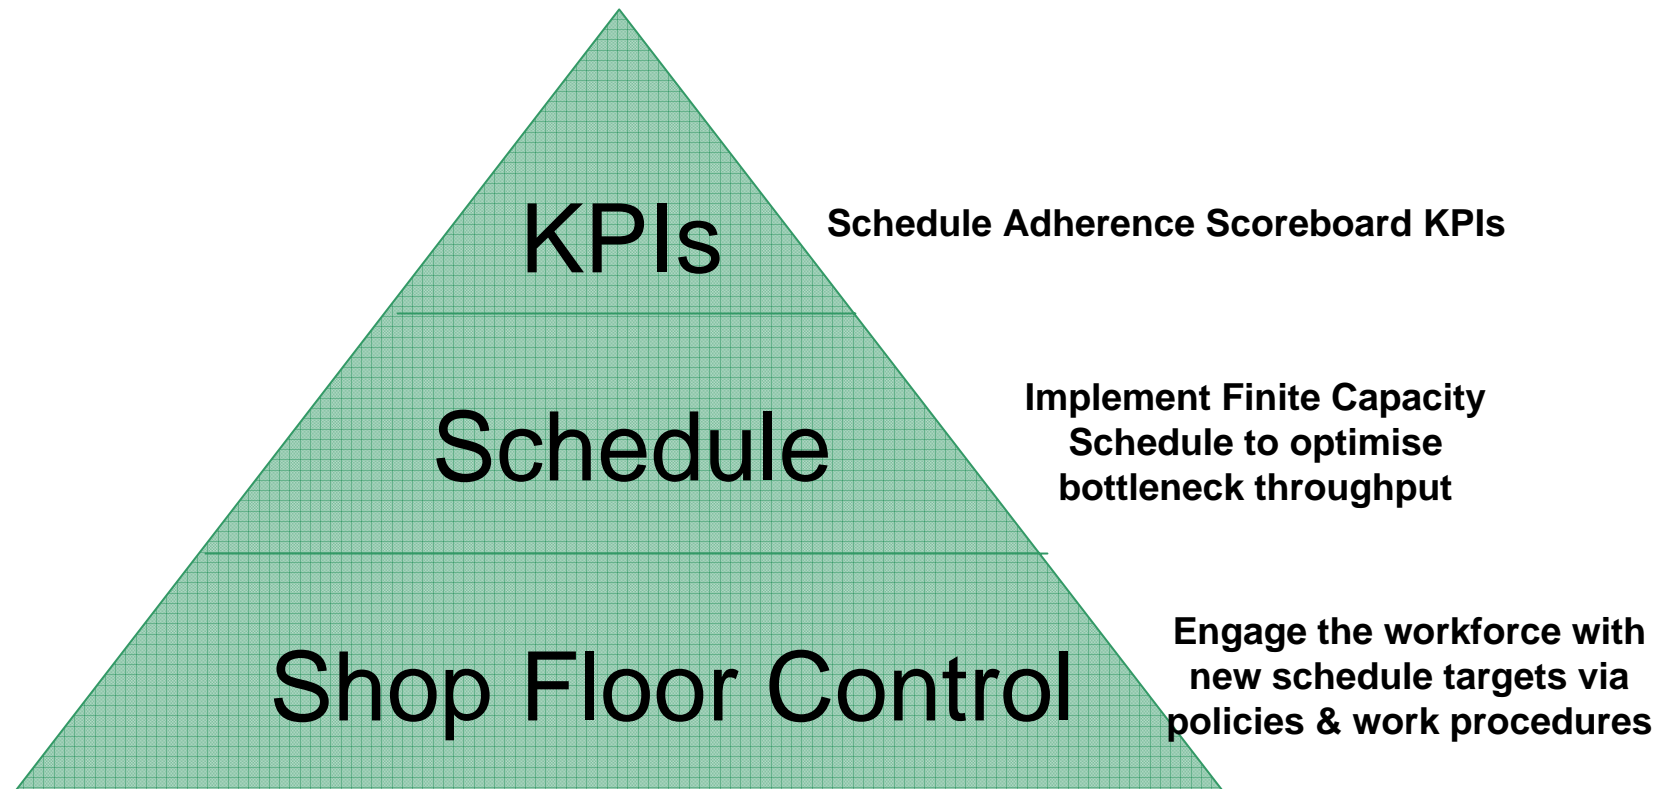 KPIs
Schedule Adherence Scoreboard KPIs
Schedule
Implement Finite Capacity
Schedule to optimise
bottleneck throughput
Shop Floor Control
Engage the workforce with
new schedule targets via
policies & work procedures